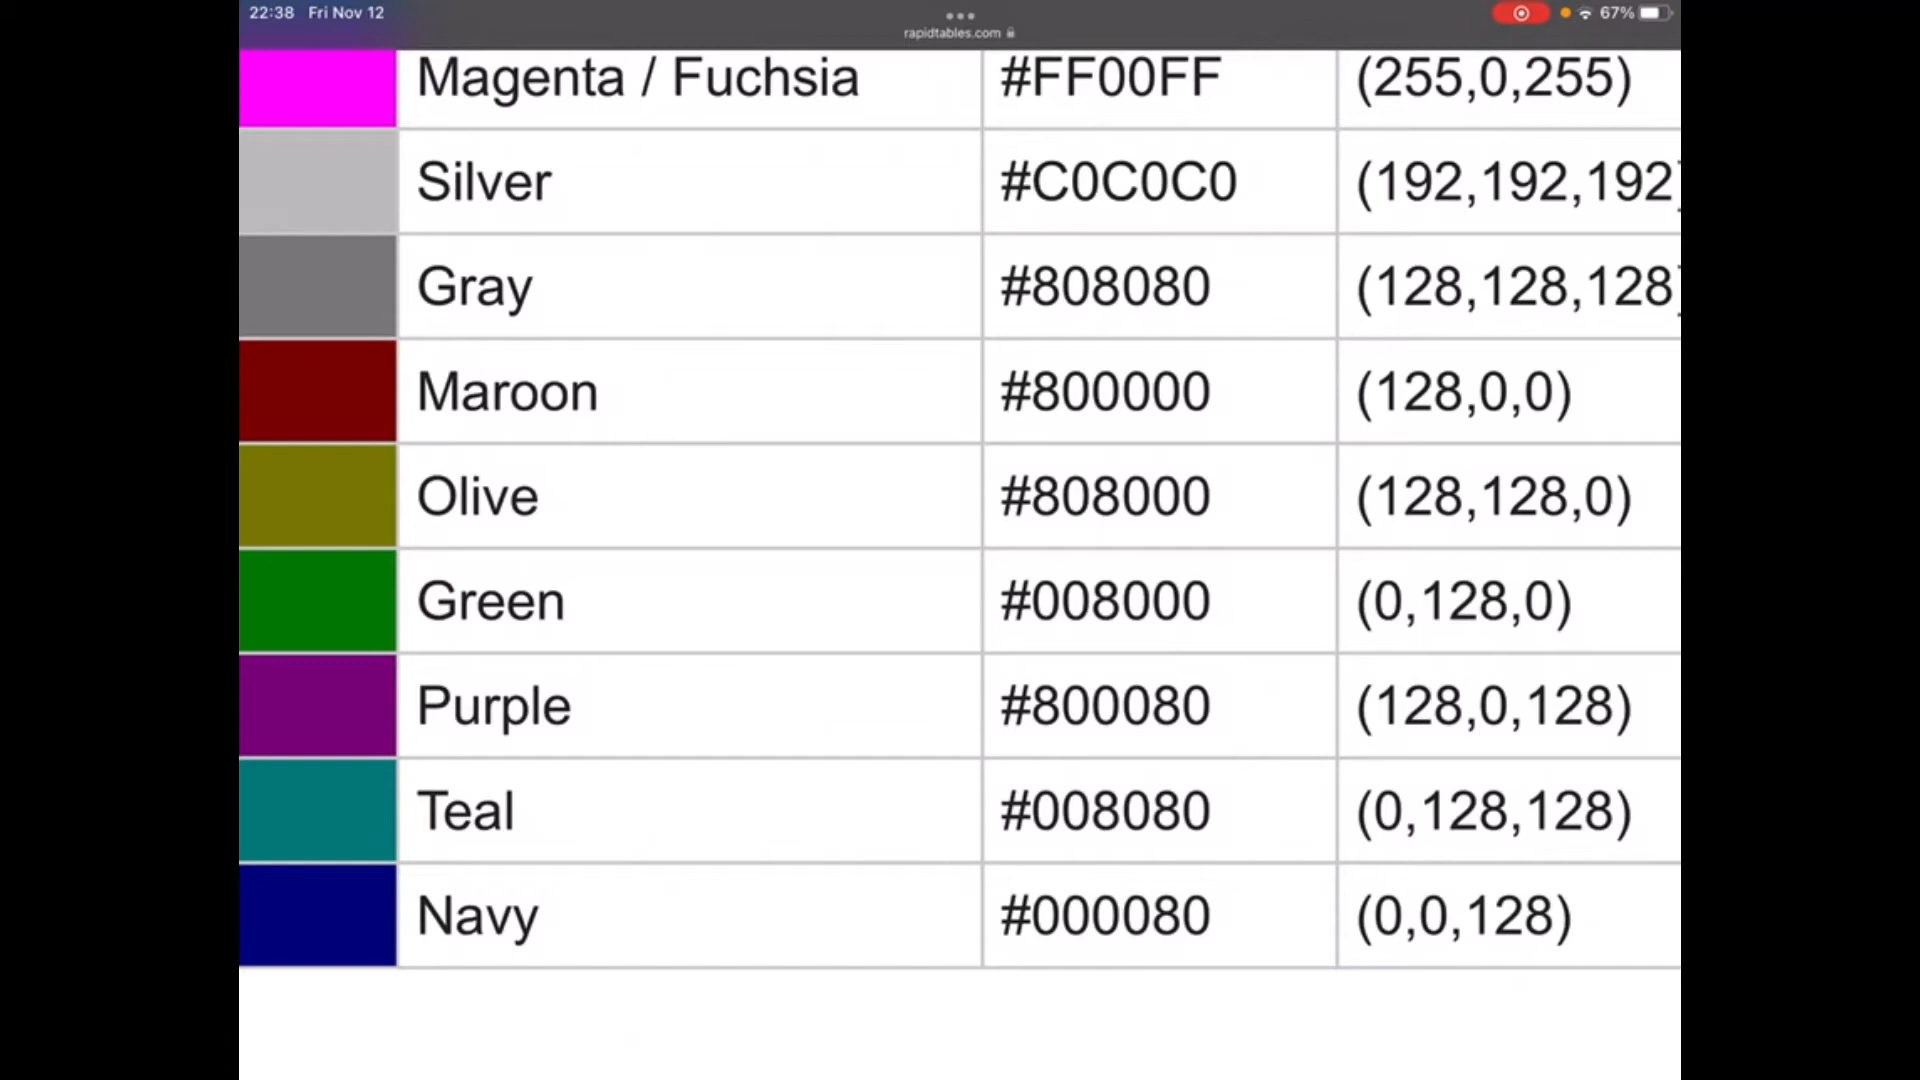 22:38 Fri Nov 12
67%
rapidtables.com
Magenta / Fuchsia #FF00FF (255,0,255)
Silver #C0C0C0 (192,192,192)
Gray #808080 (128,128,128)
Maroon #800000 (128,0,0)
Olive #808000 (128,128,0)
Green #008000 (0,128,0)
Purple #800080 (128,0,128)
Teal #008080 (0,128,128)
Navy #000080 (0,0,128)